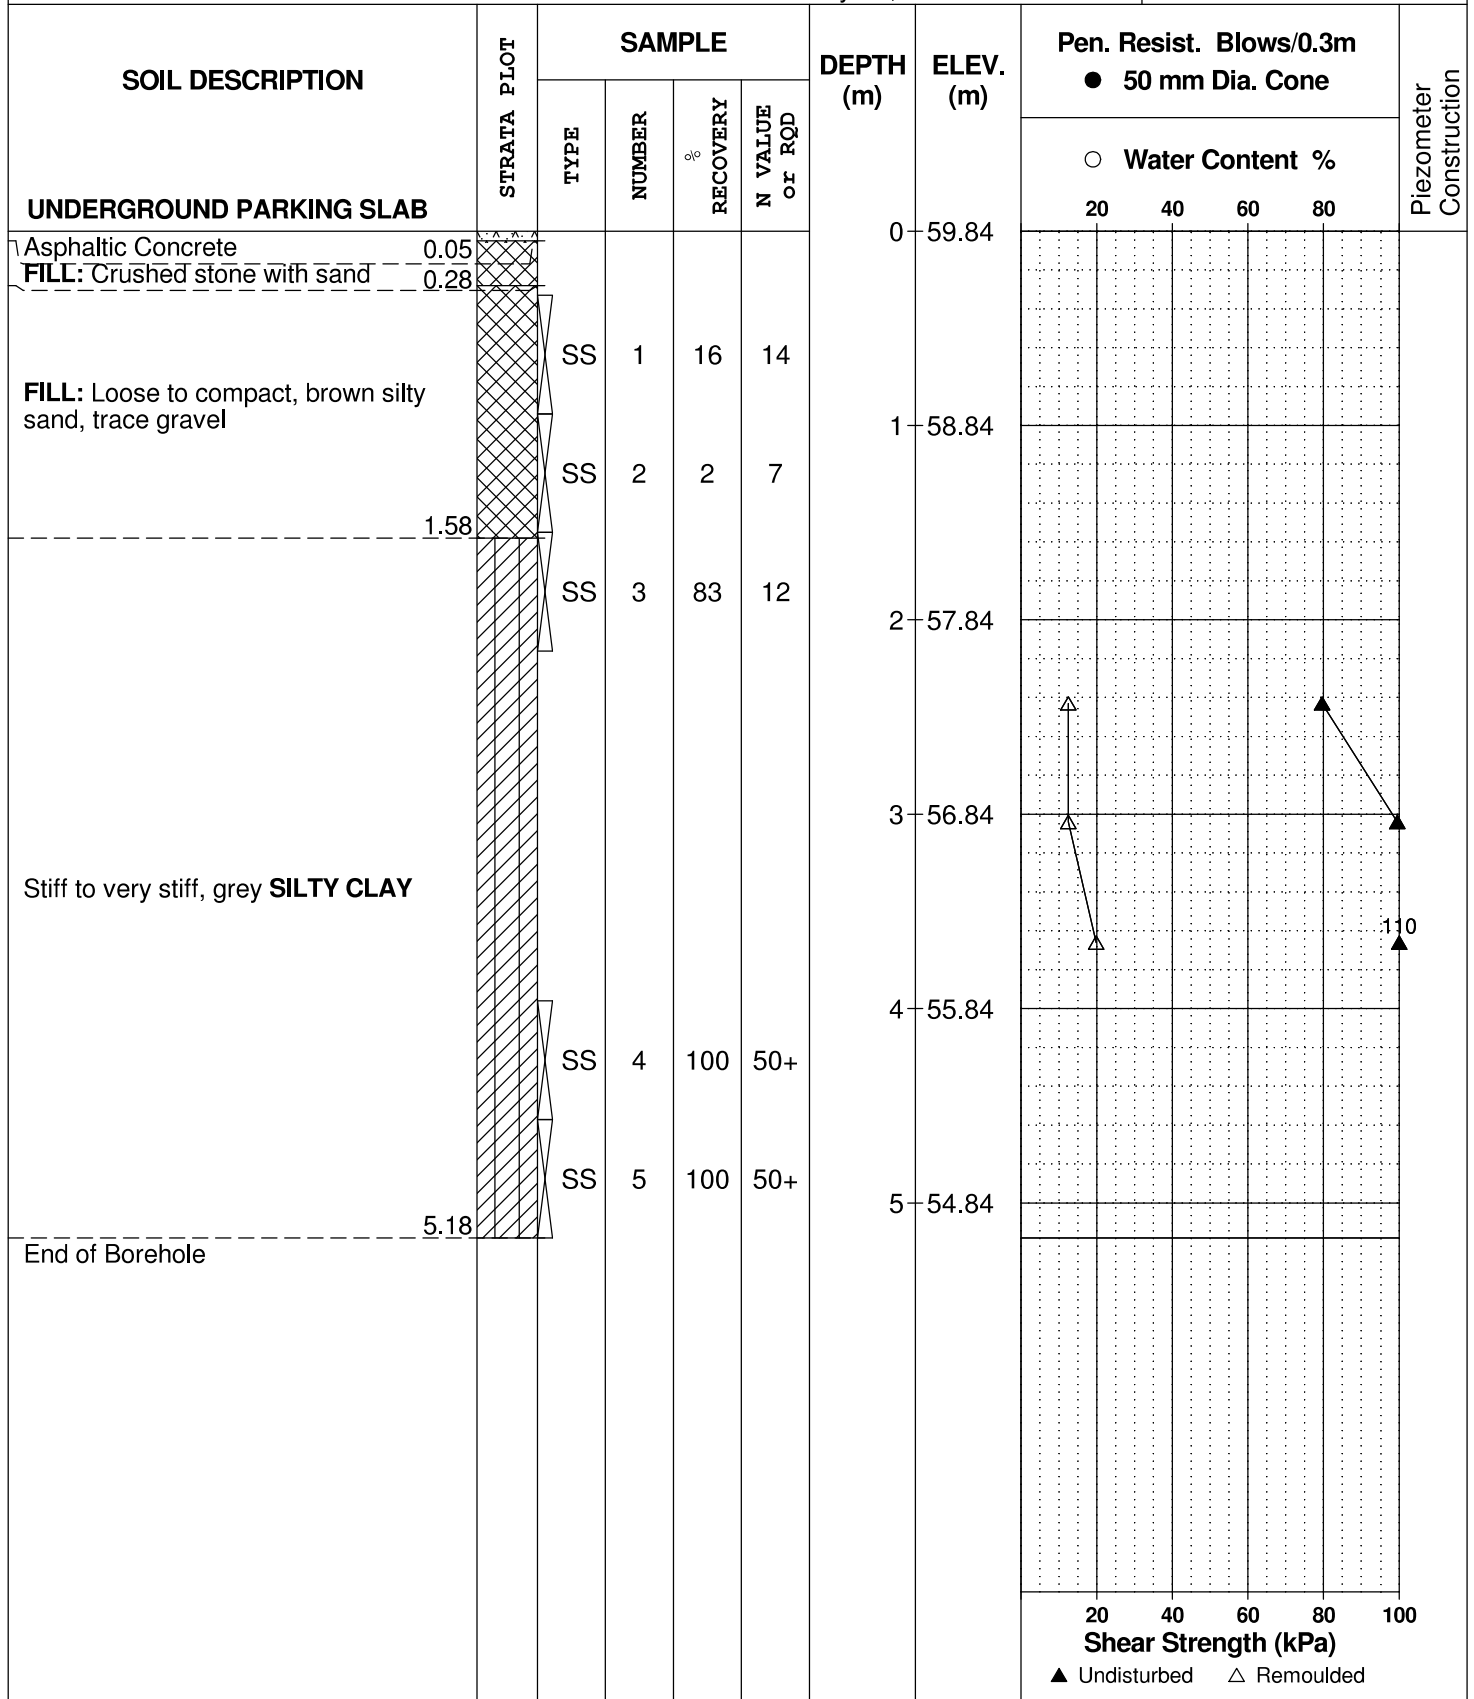 SOIL DESCRIPTION
UNDERGROUND PARKING SLAB
STRATA PLOT
SAMPLE
TYPE
NUMBER
%
RECOVERY
N VALUE
or RQD
DEPTH
(m)
ELEV.
(m)
Pen. Resist. Blows/0.3m
● 50 mm Dia. Cone
○ Water Content %
20 40 60 80
Piezometer
Construction
0 59.84
Asphaltic Concrete 0.05
FILL: Crushed stone with sand 0.28
SS 1 16 14
FILL: Loose to compact, brown silty
sand, trace gravel
1 58.84
SS 2 2 7
1.58
SS 3 83 12
2 57.84
3 56.84
Stiff to very stiff, grey SILTY CLAY
110
4 55.84
SS 4 100 50+
SS 5 100 50+
5 54.84
5.18
End of Borehole
20 40 60 80 100
Shear Strength (kPa)
▲ Undisturbed △ Remoulded